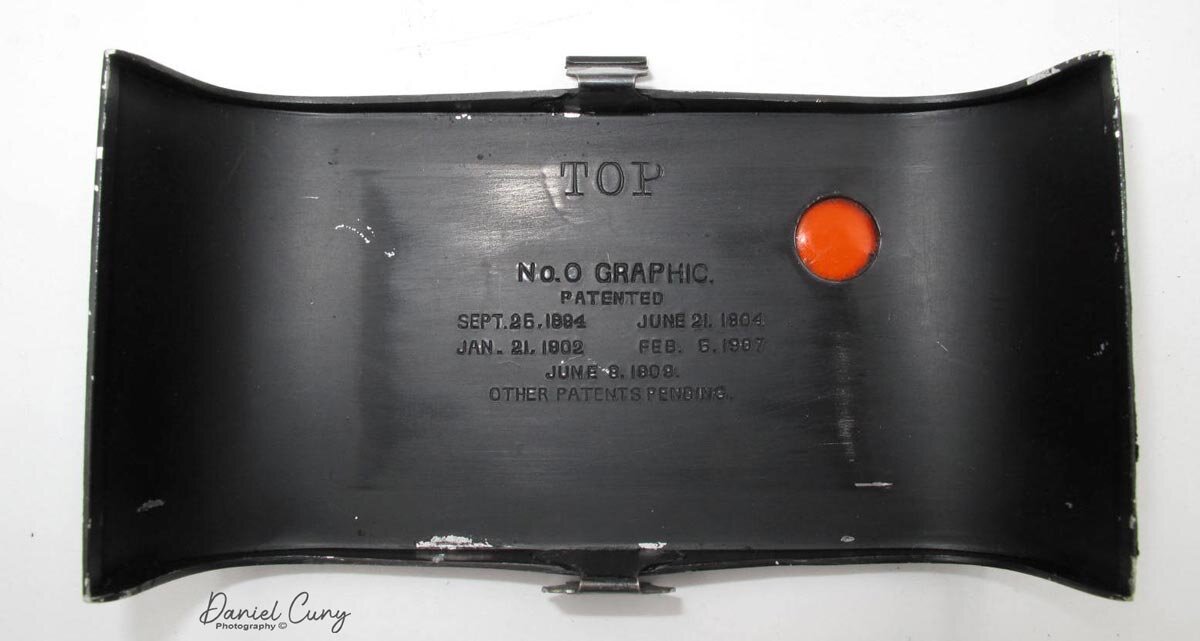 TOP
No.0 GRAPHIC.
PATENTED
SEPT.25,1894 JUNE 21, 1904
JAN. 21, 1902 FEB. 5, 1907
JUNE 8, 1909.
OTHER PATENTS PENDING.
Daniel Cuny
Photography ©